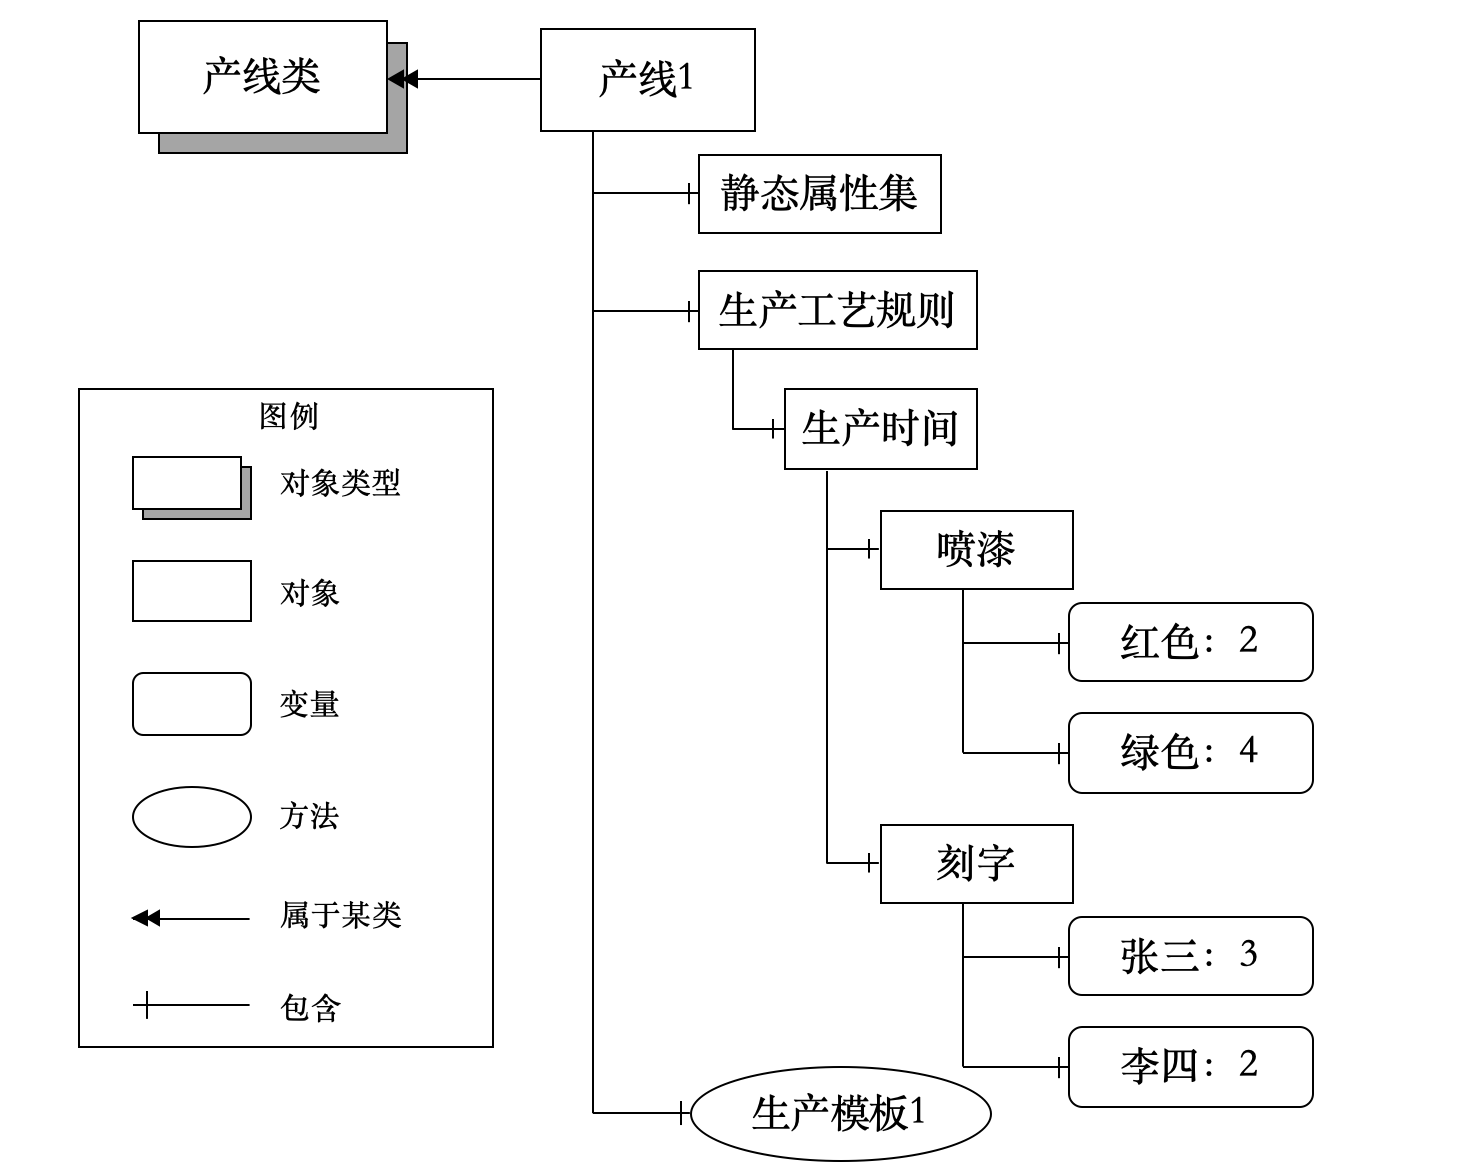 产线类
产线1
静态属性集
生产工艺规则
生产时间
喷漆
红色：2
绿色：4
刻字
张三：3
李四：2
生产模板1
图例
对象类型
对象
变量
方法
属于某类
包含